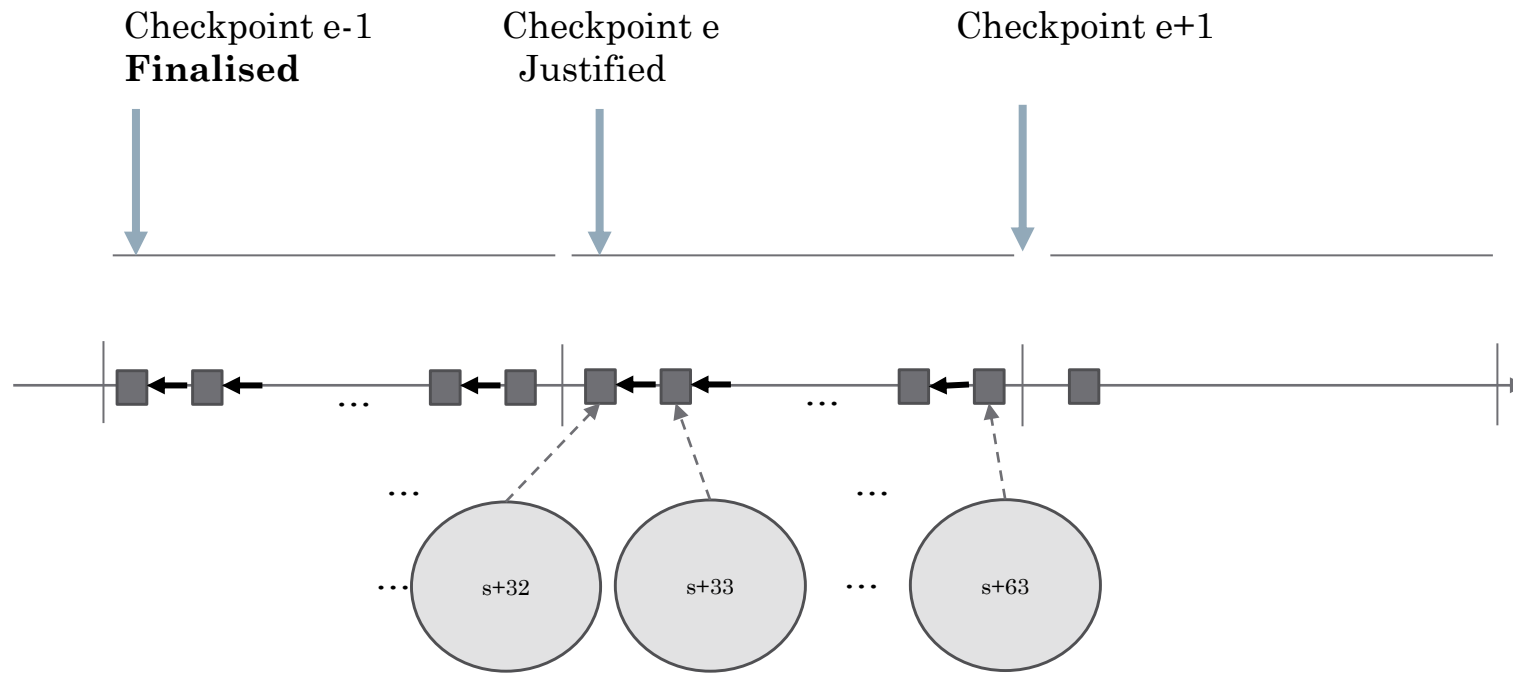 Checkpoint e-1
Finalised
Checkpoint e
Justified
Checkpoint e+1
...
...
...
...
...
...
s+32
s+33
s+63